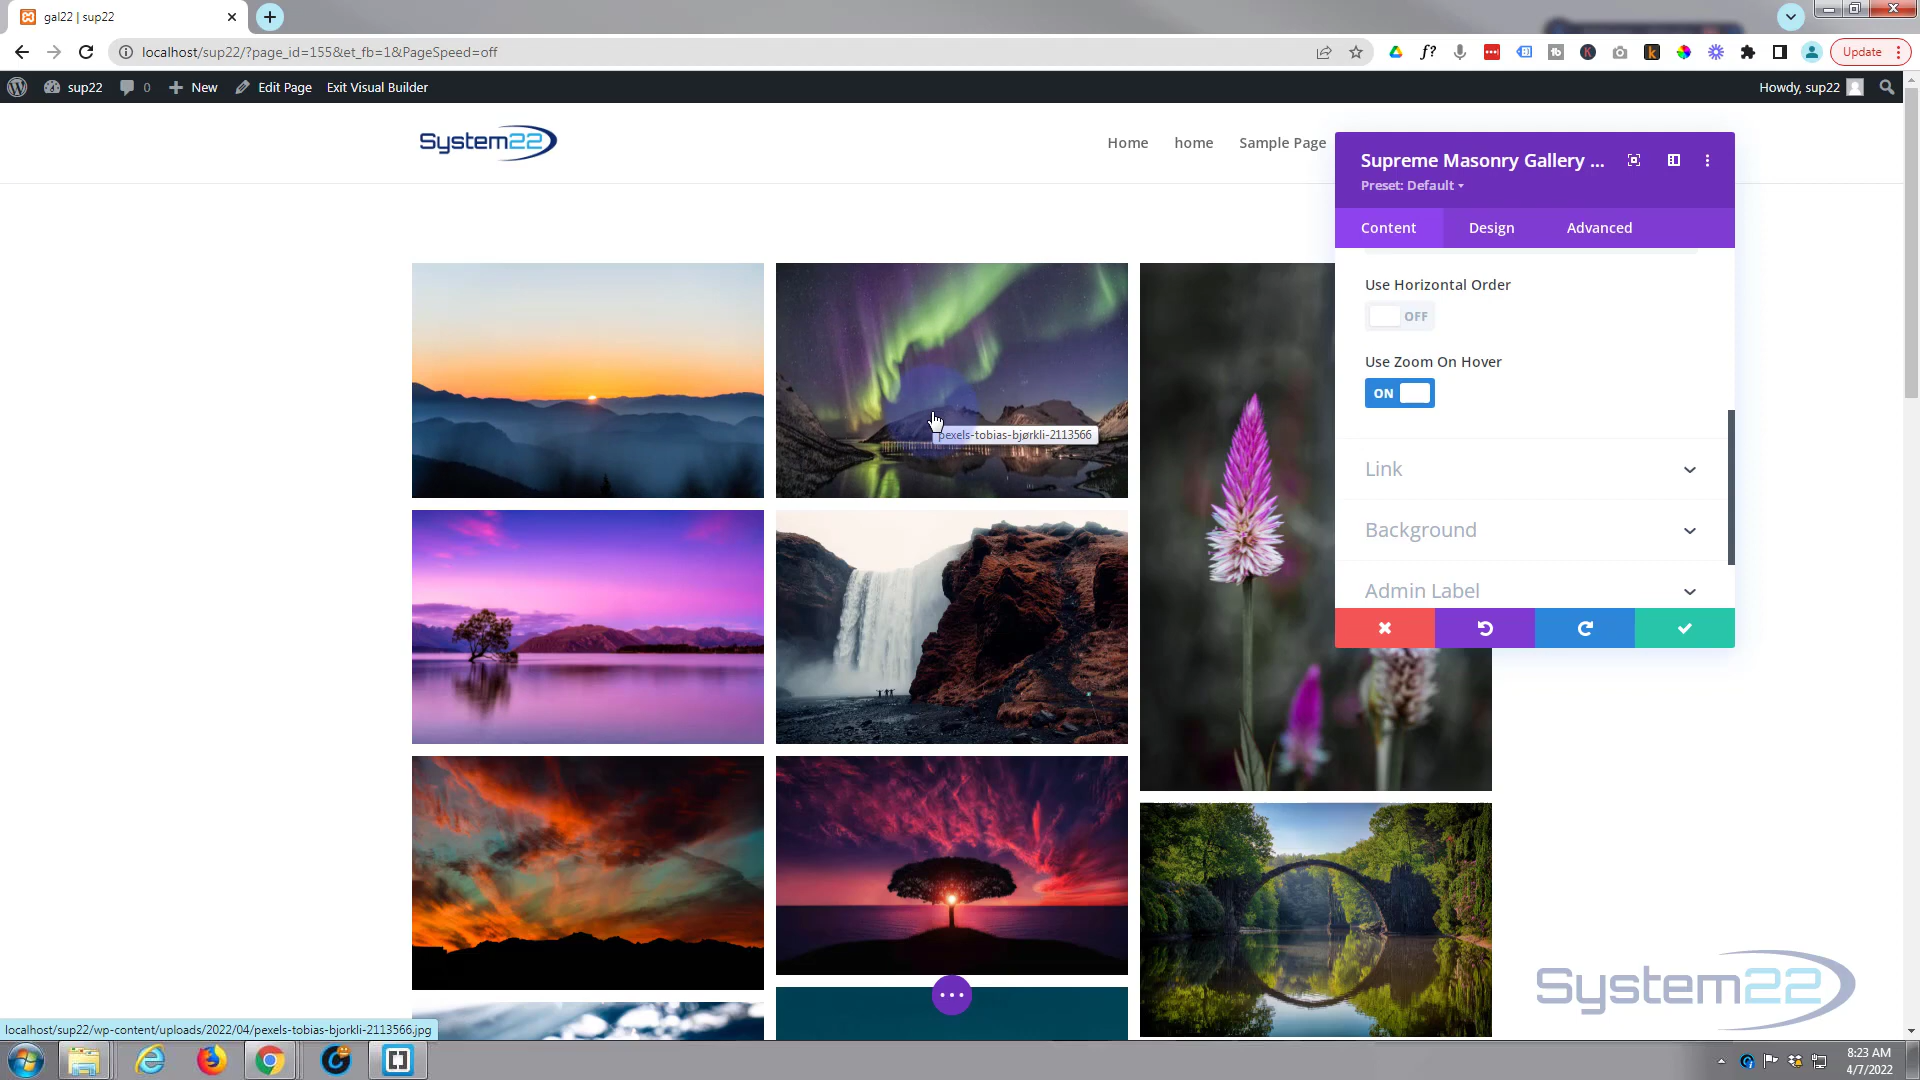 gal22 | sup22
localhost/sup22/?page_id=155&et_fb=1&PageSpeed=off
Update
sup22
0
New
Edit Page
Exit Visual Builder
Howdy, sup22
System22
Home
home
Sample Page
Supreme Masonry Gallery ...
Preset: Default
Content
Design
Advanced
Use Horizontal Order
OFF
Use Zoom On Hover
ON
pexels-tobias-bjørkli-2113566
Link
Background
Admin Label
System22
localhost/sup22/wp-content/uploads/2022/04/pexels-tobias-bjorkli-2113566.jpg
8:23 AM
4/7/2022